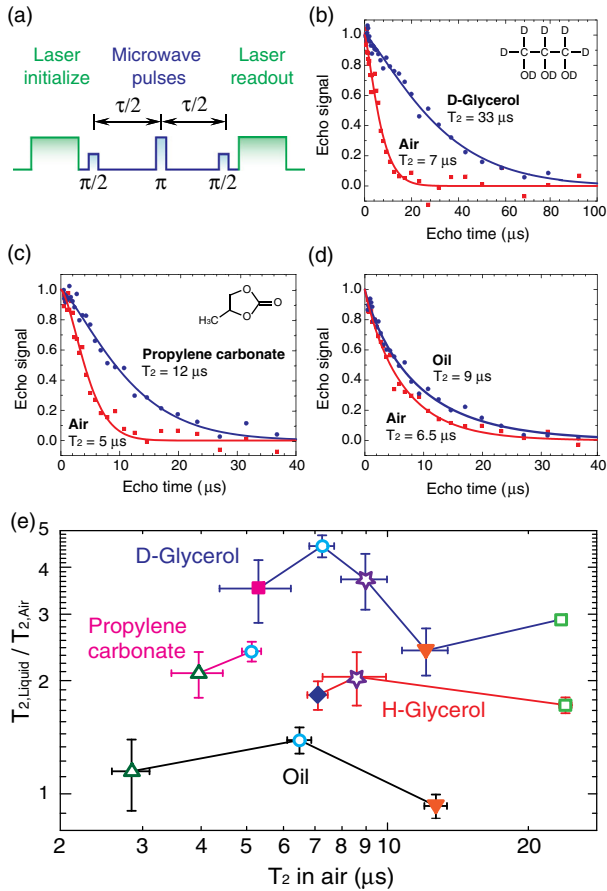 (a)
Laser initialize
Microwave pulses
Laser readout
τ/2
τ/2
π/2
π
π/2
(b)
Echo signal
1.0
0.8
0.6
0.4
0.2
0.0
D D D
D C C C D
OD OD OD
D-Glycerol
T₂ = 33 μs
Air
T₂ = 7 μs
0 20 40 60 80 100
Echo time (μs)
(c)
Echo signal
1.0
0.8
0.6
0.4
0.2
0.0
O
O
O
H₃C
Propylene carbonate
T₂ = 12 μs
Air
T₂ = 5 μs
0 10 20 30 40
Echo time (μs)
(d)
Echo signal
1.0
0.8
0.6
0.4
0.2
0.0
Oil
T₂ = 9 μs
Air
T₂ = 6.5 μs
0 10 20 30 40
Echo time (μs)
(e)
T₂,Liquid / T₂,Air
5
4
3
2
1
D-Glycerol
Propylene
carbonate
H-Glycerol
Oil
2 3 4 5 6 7 8 9 10 20
T₂ in air (μs)